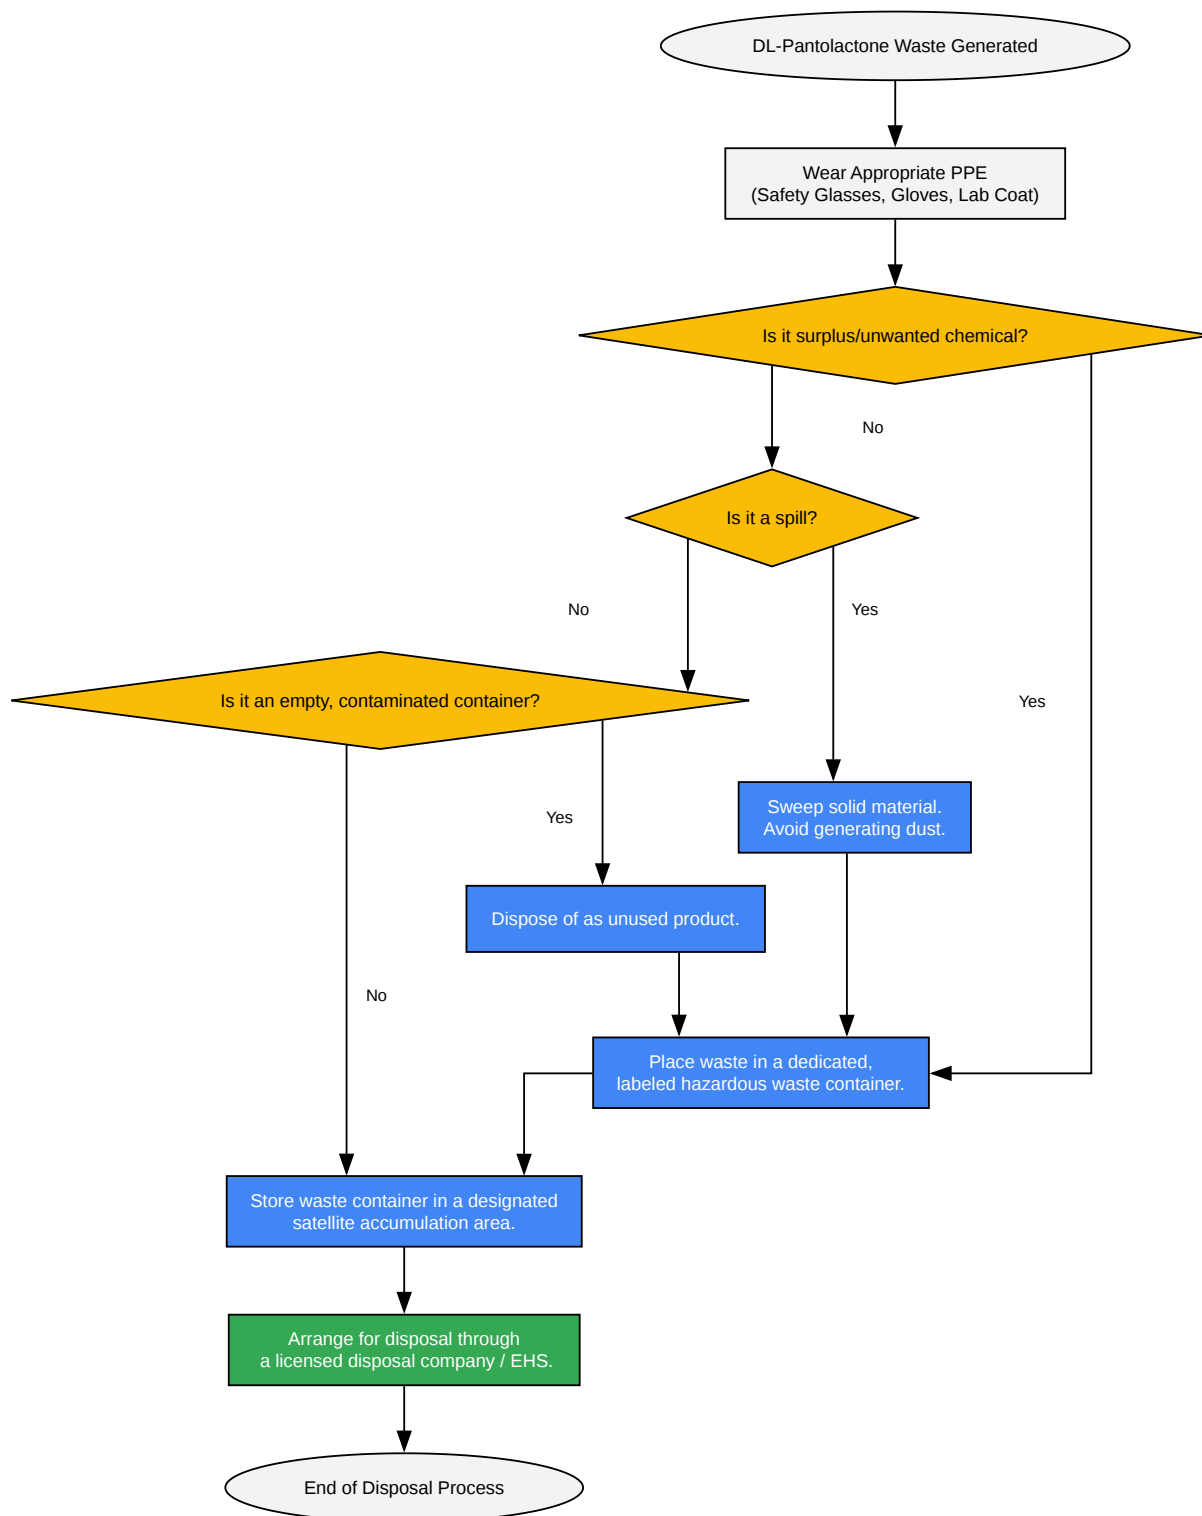 DL-Pantolactone Waste Generated
Wear Appropriate PPE
(Safety Glasses, Gloves, Lab Coat)
Is it surplus/unwanted chemical?
No
Is it a spill?
No
Yes
Is it an empty, contaminated container?
Yes
Sweep solid material.
Avoid generating dust.
Yes
Dispose of as unused product.
No
Place waste in a dedicated,
labeled hazardous waste container.
Store waste container in a designated
satellite accumulation area.
Arrange for disposal through
a licensed disposal company / EHS.
End of Disposal Process